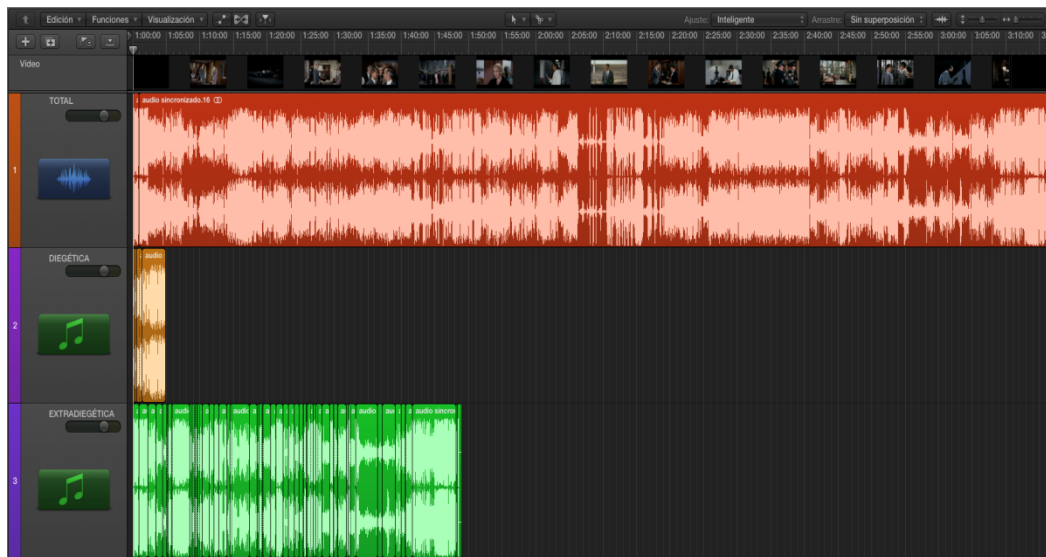 Edición Funciones Visualización Ajuste: Inteligente Arrastre: Sin superposición
1:00:00 1:05:00 1:10:00 1:15:00 1:20:00 1:25:00 1:30:00 1:35:00 1:40:00 1:45:00 1:50:00 1:55:00 2:00:00 2:05:00 2:10:00 2:15:00 2:20:00 2:25:00 2:30:00 2:35:00 2:40:00 2:45:00 2:50:00 2:55:00 3:00:00 3:05:00 3:10:00
Vídeo
TOTAL
audio sincronizado.16
1
DIEGÉTICA
audio
2
EXTRADIEGÉTICA
audio audio audio sincro
3